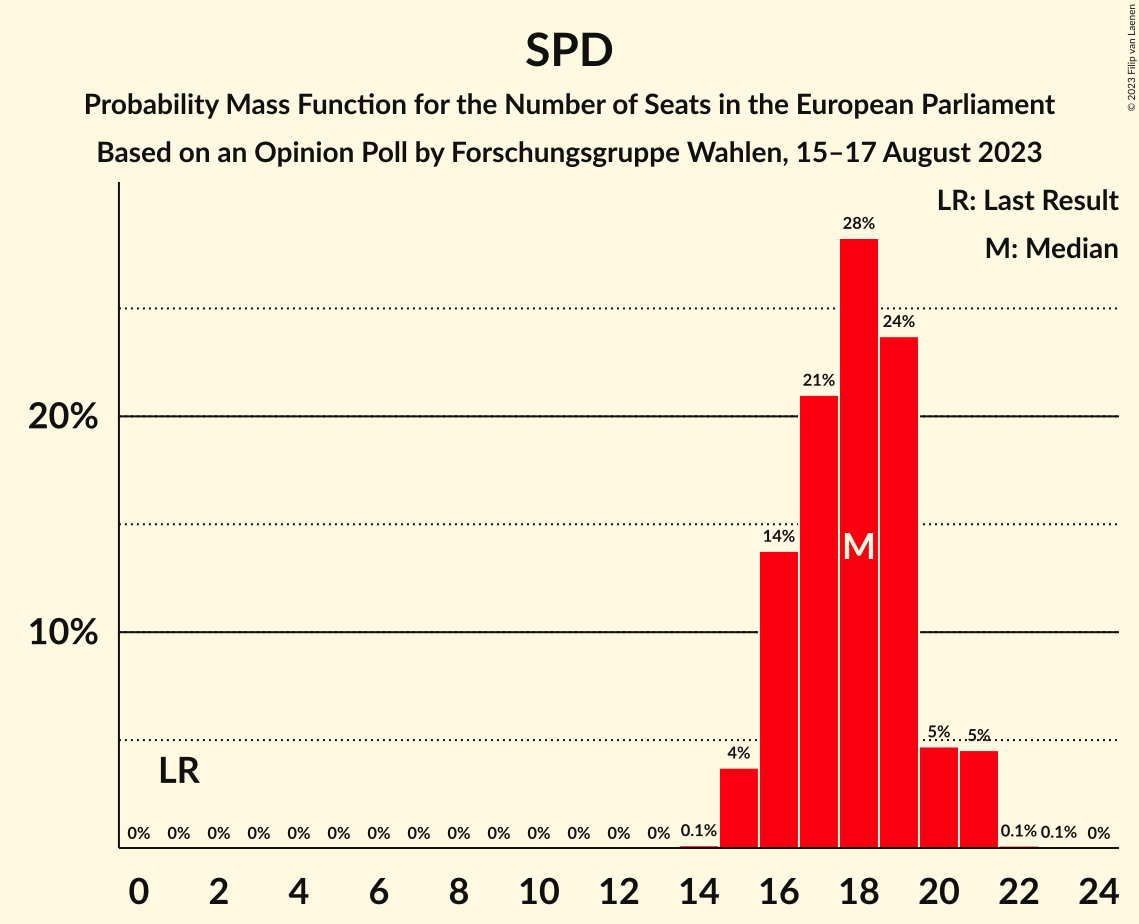 SPD
Probability Mass Function for the Number of Seats in the European Parliament
Based on an Opinion Poll by Forschungsgruppe Wahlen, 15–17 August 2023
© 2023 Filip van Laenen
LR: Last Result
M: Median
28%
24%
21%
20%
14%
M
10%
5%
5%
4%
LR
0% 0% 0% 0% 0% 0% 0% 0% 0% 0% 0% 0% 0% 0% 0.1% 0.1% 0.1% 0%
0 2 4 6 8 10 12 14 16 18 20 22 24